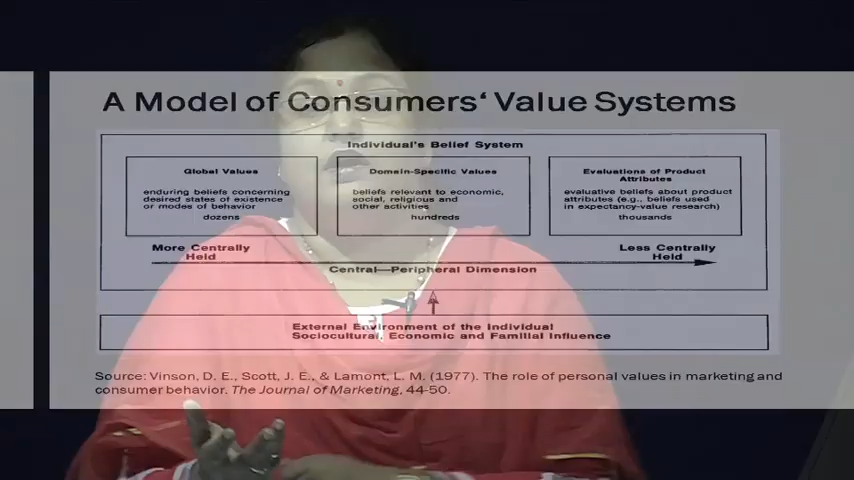 A Model of Consumers‘ Value Systems
Individual's Belief System
Global Values
enduring beliefs concerning
desired states of existence
or modes of behavior
dozens
Domain-Specific Values
beliefs relevant to economic,
social, religious and
other activities
hundreds
Evaluations of Product
Attributes
evaluative beliefs about product
attributes (e.g., beliefs used
in expectancy-value research)
thousands
More Centrally
Held
Less Centrally
Held
Central—Peripheral Dimension
External Environment of the Individual
Sociocultural, Economic and Familial Influence
Source: Vinson, D. E., Scott, J. E., & Lamont, L. M. (1977). The role of personal values in marketing and
consumer behavior. The Journal of Marketing, 44-50.